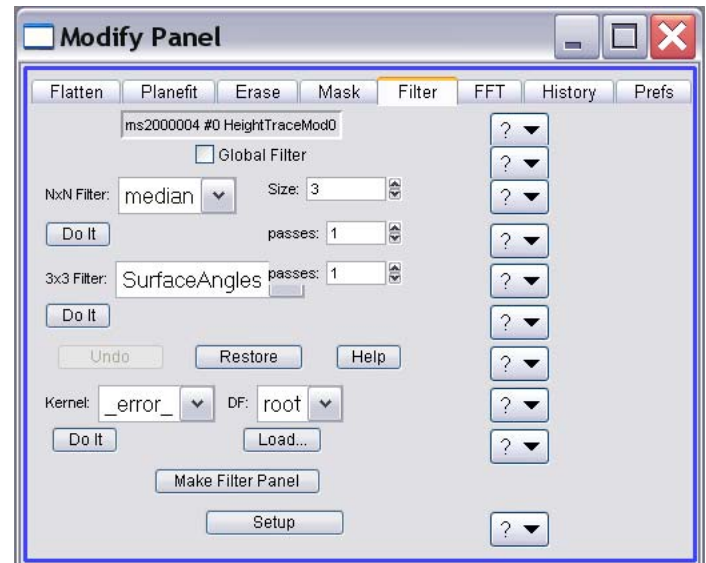 Modify Panel
Flatten Planefit Erase Mask Filter FFT History Prefs
ms2000004 #0 HeightTraceMod0 ?
Global Filter ?
NxN Filter: median Size: 3 ?
Do It passes: 1 ?
3x3 Filter: SurfaceAngles passes: 1 ?
Do It ?
Undo Restore Help ?
Kernel: _error_ DF: root ?
Do It Load... ?
Make Filter Panel
Setup ?